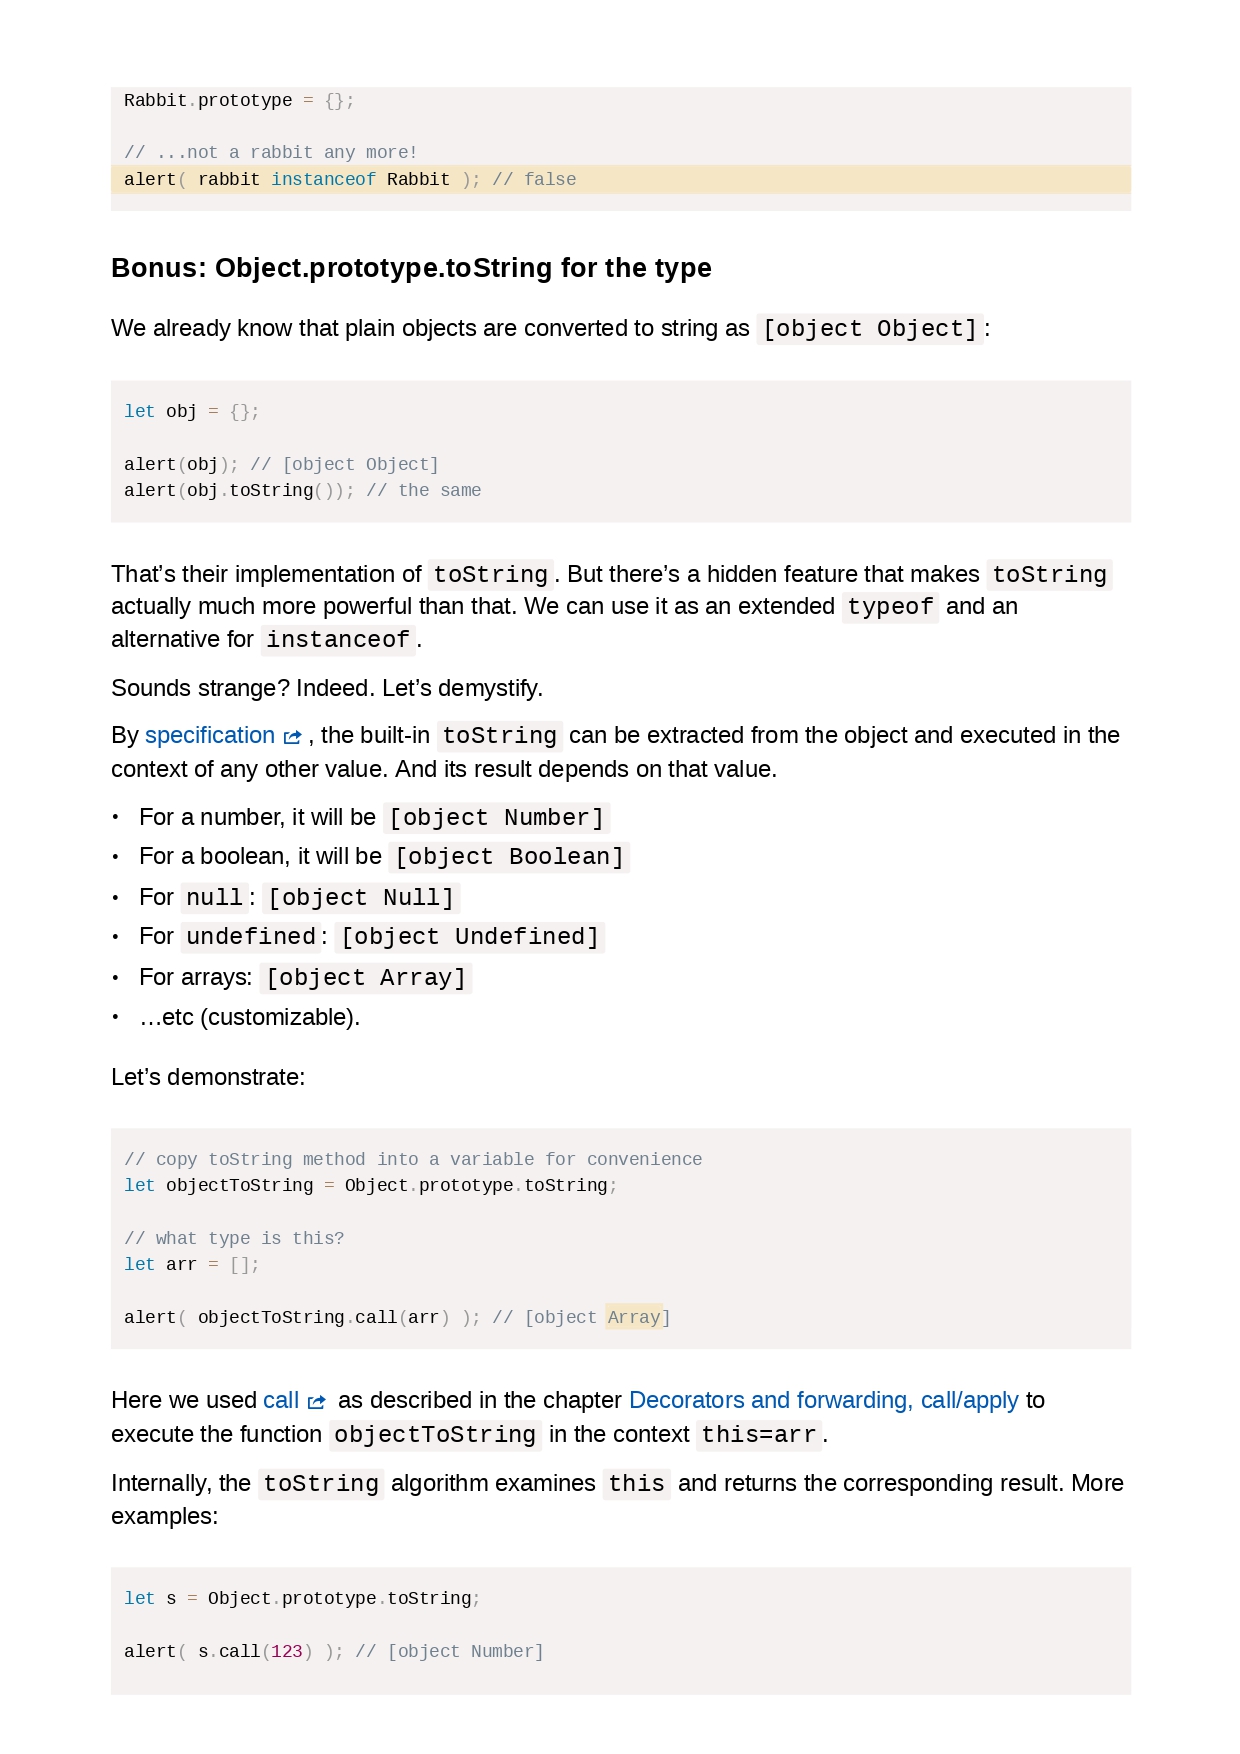 Rabbit.prototype = {};
// ...not a rabbit any more!
alert( rabbit instanceof Rabbit ); // false
Bonus: Object.prototype.toString for the type
We already know that plain objects are converted to string as [object Object]:
let obj = {};
alert(obj); // [object Object]
alert(obj.toString()); // the same
That’s their implementation of toString. But there’s a hidden feature that makes toString
actually much more powerful than that. We can use it as an extended typeof and an
alternative for instanceof.
Sounds strange? Indeed. Let’s demystify.
By specification , the built-in toString can be extracted from the object and executed in the
context of any other value. And its result depends on that value.
• For a number, it will be [object Number]
• For a boolean, it will be [object Boolean]
• For null: [object Null]
• For undefined: [object Undefined]
• For arrays: [object Array]
• …etc (customizable).
Let’s demonstrate:
// copy toString method into a variable for convenience
let objectToString = Object.prototype.toString;
// what type is this?
let arr = [];
alert( objectToString.call(arr) ); // [object Array]
Here we used call as described in the chapter Decorators and forwarding, call/apply to
execute the function objectToString in the context this=arr.
Internally, the toString algorithm examines this and returns the corresponding result. More
examples:
let s = Object.prototype.toString;
alert( s.call(123) ); // [object Number]